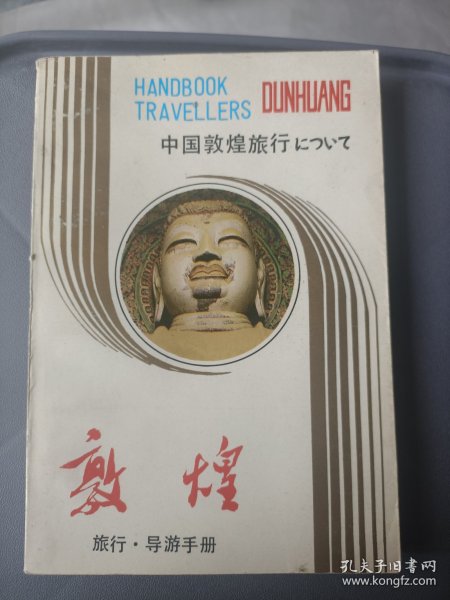 HANDBOOK
TRAVELLERS
DUNHUANG
中国敦煌旅行について
敦煌
旅行·导游手册
孔夫子旧书网
www.kongfz.com